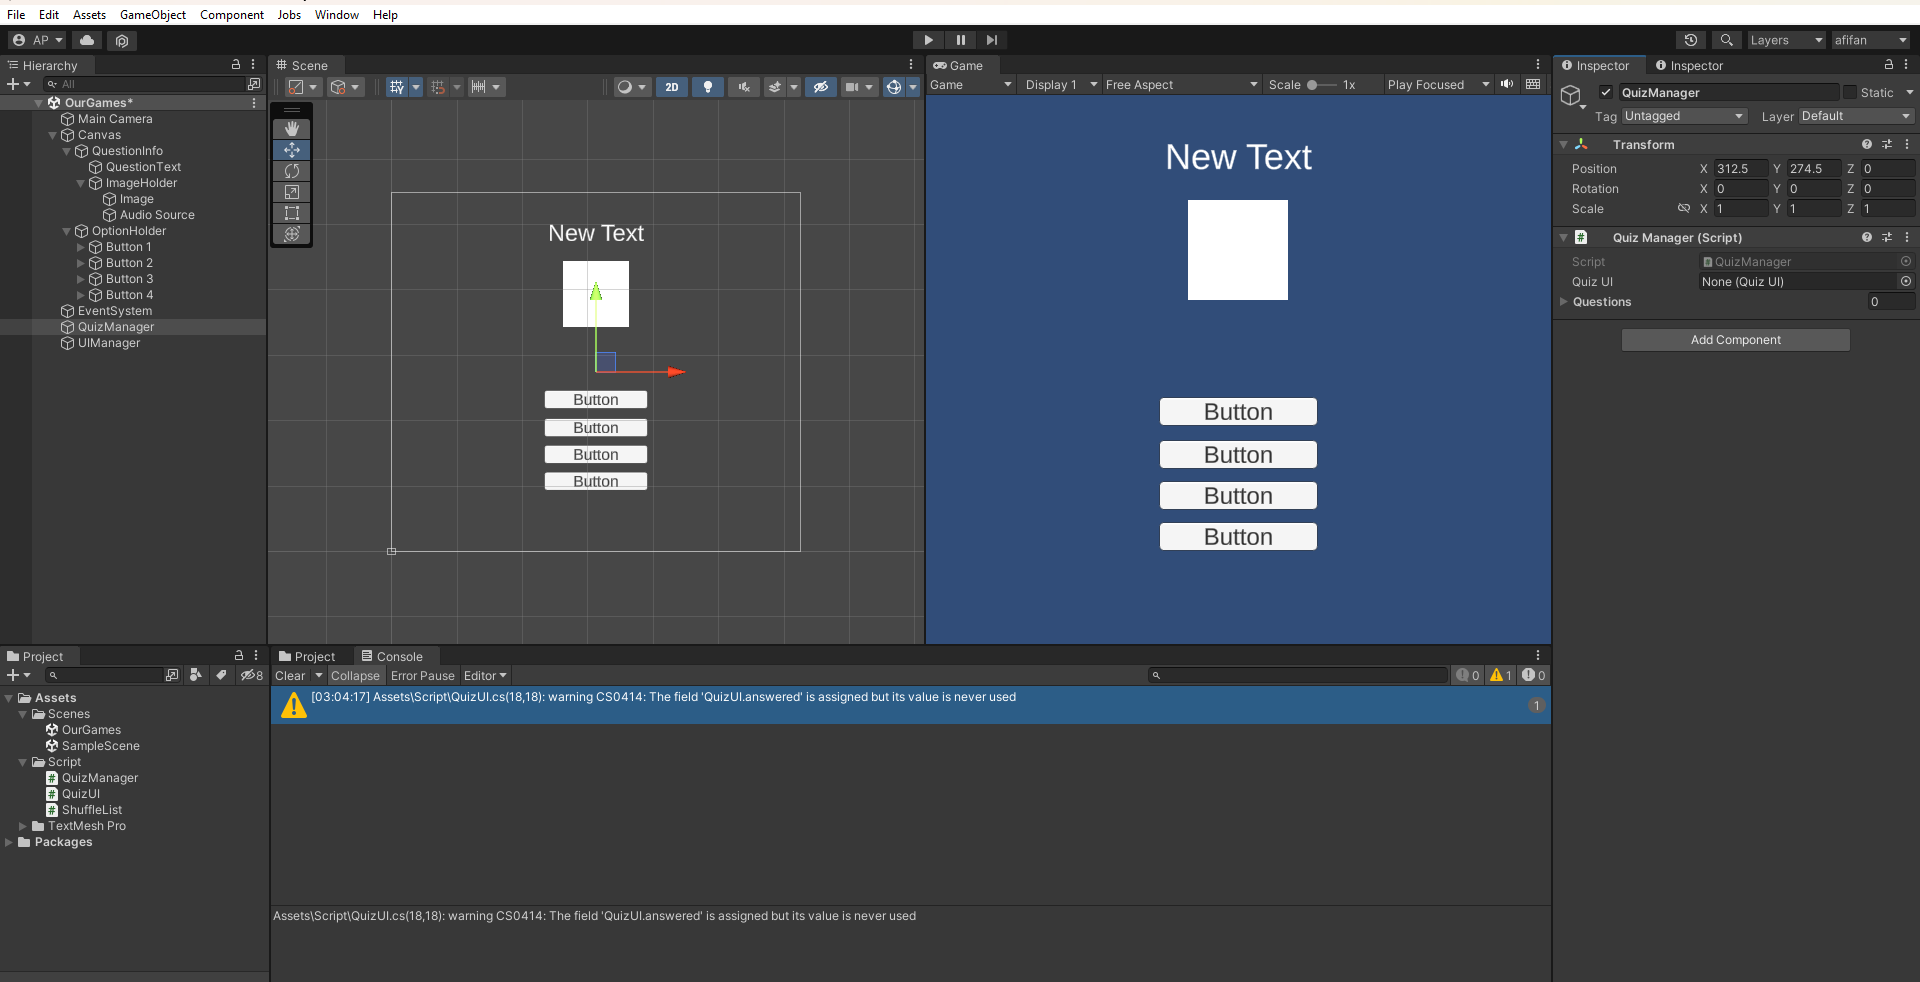 File Edit Assets GameObject Component Jobs Window Help
AP
Layers
afifan
Hierarchy
All
OurGames*
Main Camera
Canvas
QuestionInfo
QuestionText
ImageHolder
Image
Audio Source
OptionHolder
Button 1
Button 2
Button 3
Button 4
EventSystem
QuizManager
UIManager
Scene
2D
New Text
Button
Button
Button
Button
Game
Game Display 1 Free Aspect Scale 1x Play Focused
New Text
Button
Button
Button
Button
Inspector Inspector
QuizManager Static
Tag Untagged Layer Default
Transform
Position X 312.5 Y 274.5 Z 0
Rotation X 0 Y 0 Z 0
Scale X 1 Y 1 Z 1
Quiz Manager (Script)
Script QuizManager
Quiz UI None (Quiz UI)
Questions 0
Add Component
Project
8
Assets
Scenes
OurGames
SampleScene
Script
QuizManager
QuizUI
ShuffleList
TextMesh Pro
Packages
Project Console
Clear Collapse Error Pause Editor 0 1 0
[03:04:17] Assets\Script\QuizUI.cs(18,18): warning CS0414: The field 'QuizUI.answered' is assigned but its value is never used
1
Assets\Script\QuizUI.cs(18,18): warning CS0414: The field 'QuizUI.answered' is assigned but its value is never used